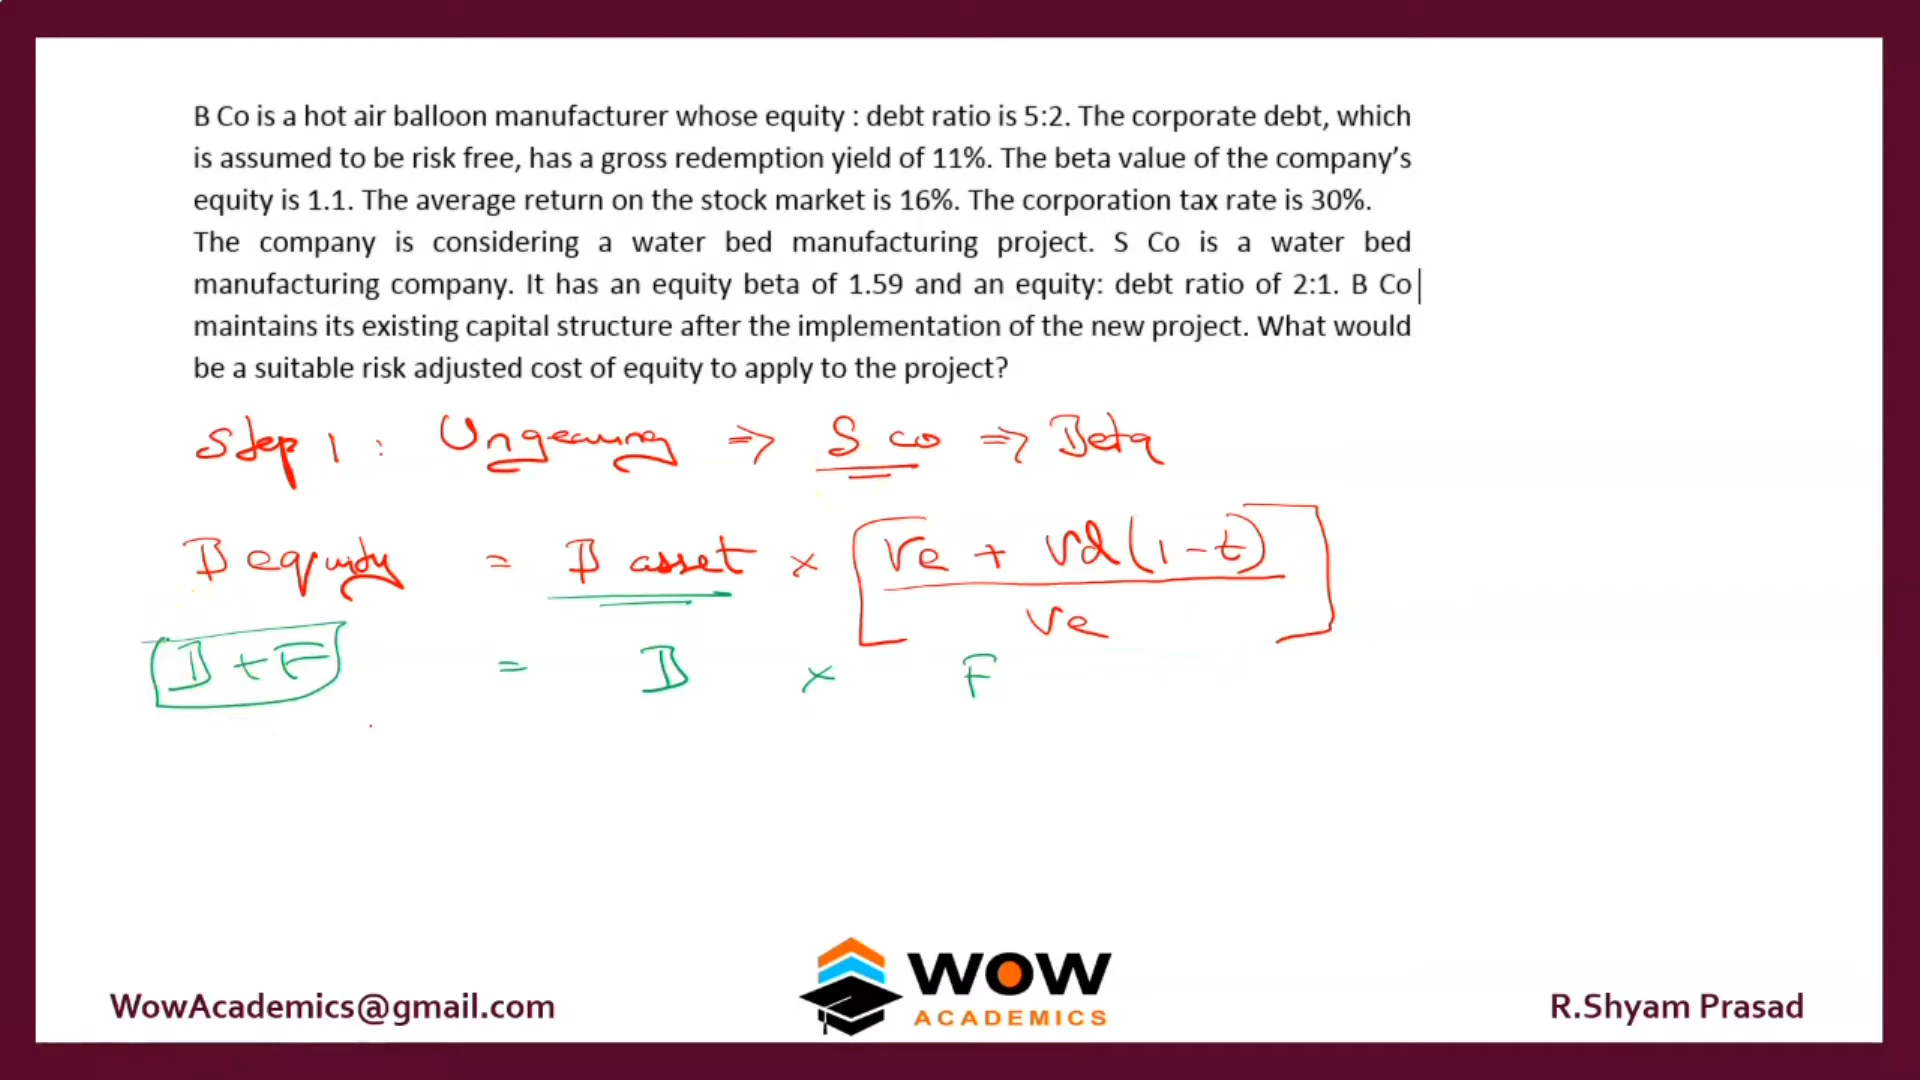 B Co is a hot air balloon manufacturer whose equity : debt ratio is 5:2. The corporate debt, which
is assumed to be risk free, has a gross redemption yield of 11%. The beta value of the company’s
equity is 1.1. The average return on the stock market is 16%. The corporation tax rate is 30%.
The company is considering a water bed manufacturing project. S Co is a water bed
manufacturing company. It has an equity beta of 1.59 and an equity: debt ratio of 2:1. B Co
maintains its existing capital structure after the implementation of the new project. What would
be a suitable risk adjusted cost of equity to apply to the project?
Step 1 : Ungearing => S co => Beta
B equity = B asset × [Ve + Vd(1-t)
Ve]
B + F = B × F
WOW
ACADEMICS
WowAcademics@gmail.com
R.Shyam Prasad